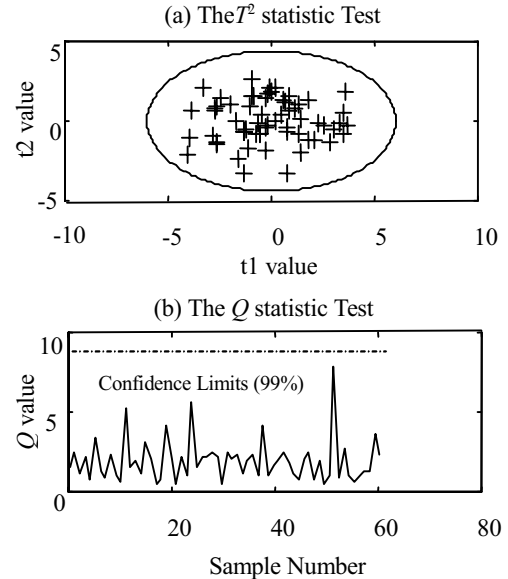 (a) TheT² statistic Test
5
0
-5
t2 value
-10
-5
0
5
10
t1 value
(b) The Q statistic Test
10
5
0
Q value
Confidence Limits (99%)
20
40
60
80
Sample Number